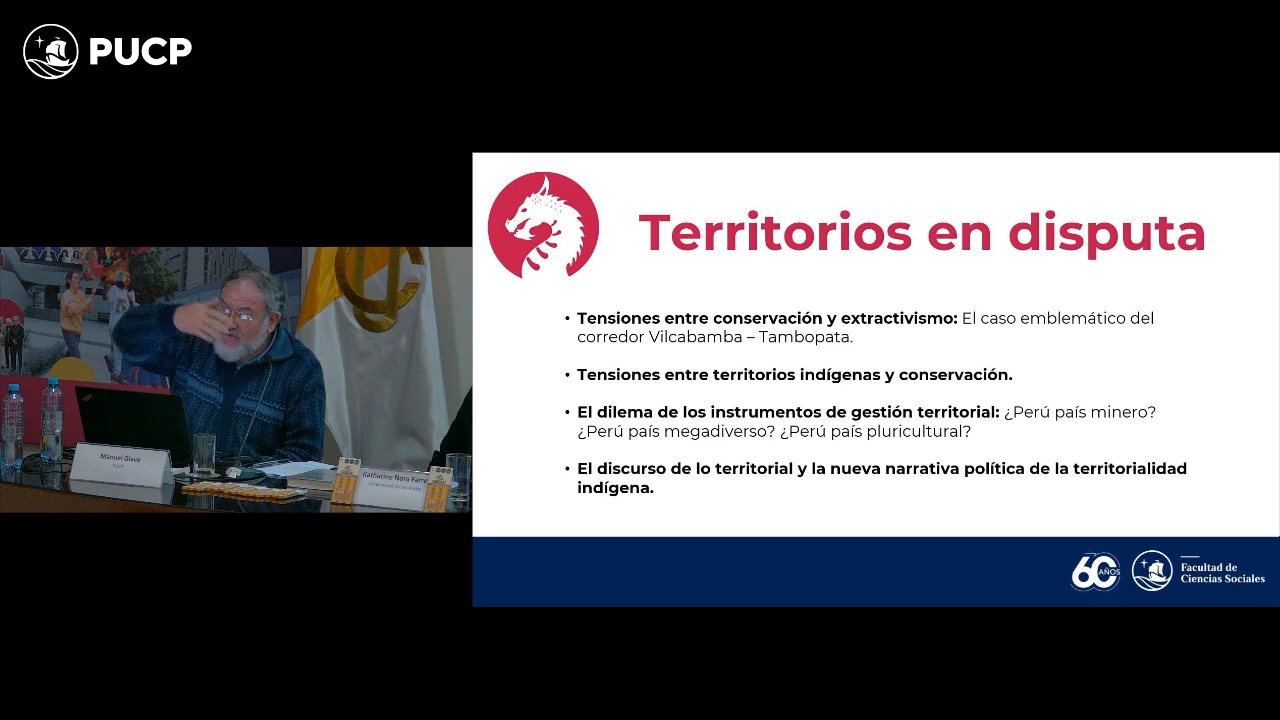 PUCP
Territorios en disputa
• Tensiones entre conservación y extractivismo: El caso emblemático del
corredor Vilcabamba – Tambopata.
• Tensiones entre territorios indígenas y conservación.
• El dilema de los instrumentos de gestión territorial: ¿Perú país minero?
¿Perú país megadiverso? ¿Perú país pluricultural?
• El discurso de lo territorial y la nueva narrativa política de la territorialidad
indígena.
Manuel Glave
Katharine Nora Farre
60 AÑOS
Facultad de
Ciencias Sociales